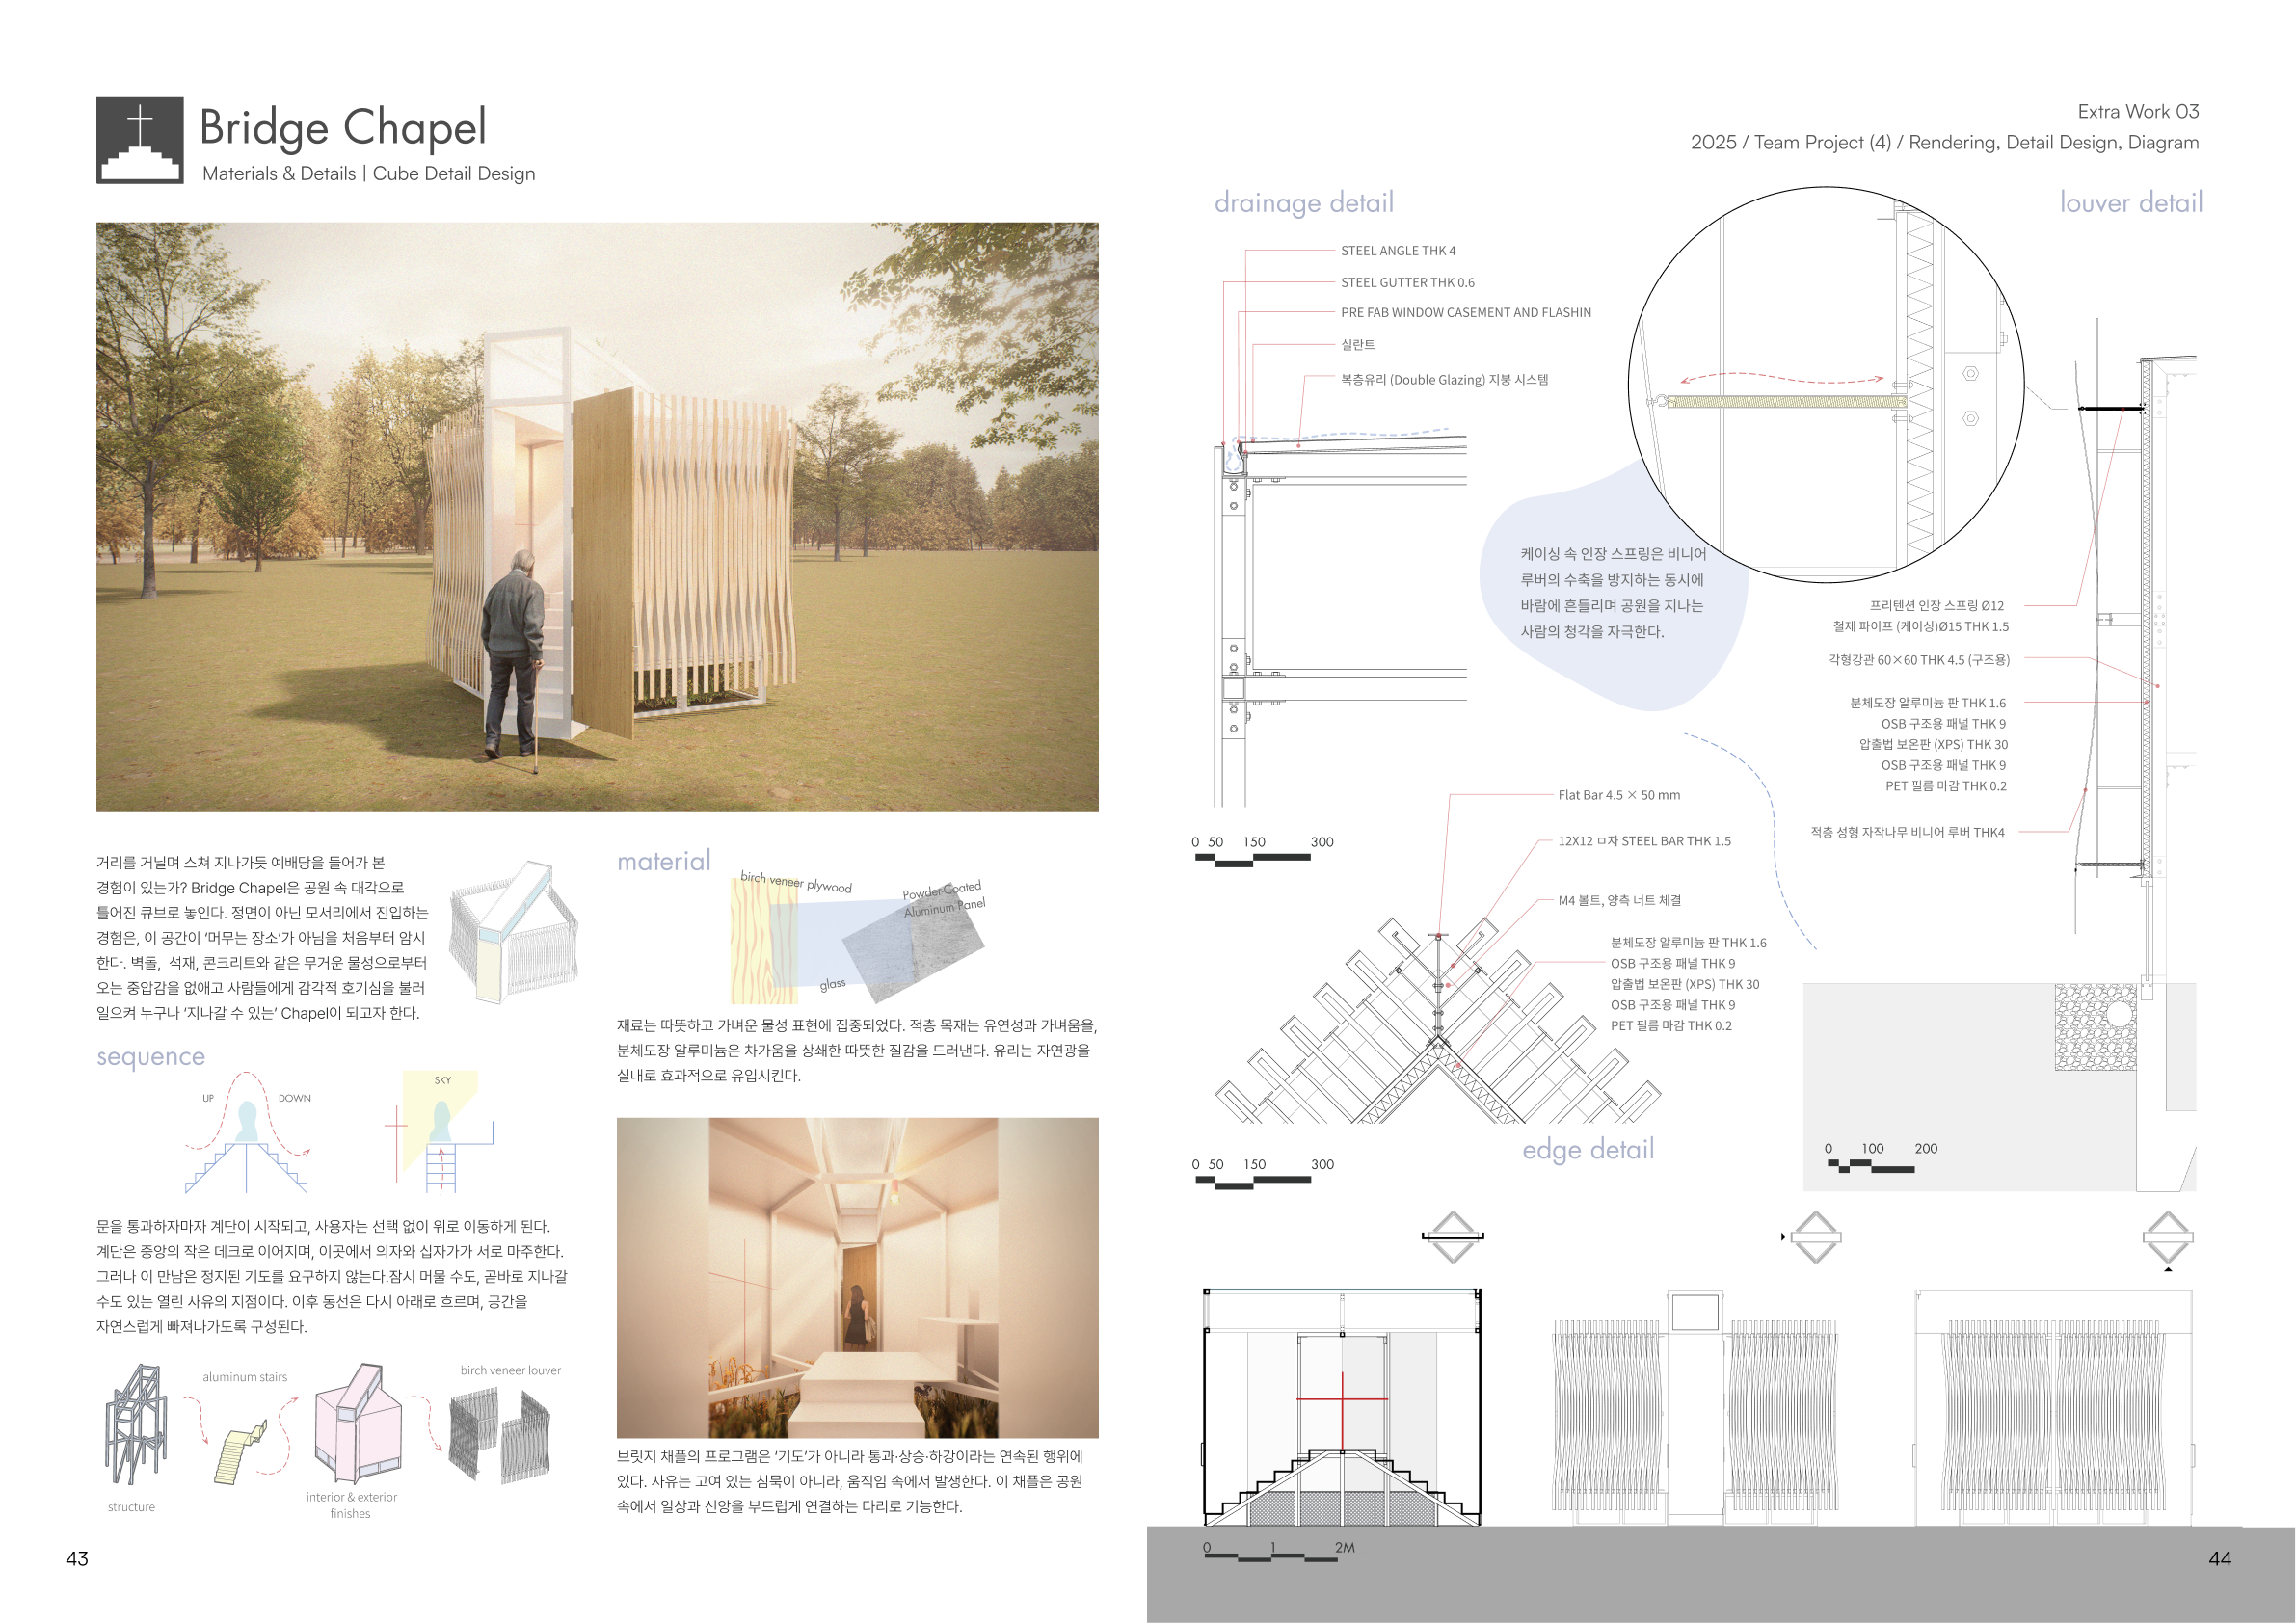 Bridge Chapel
Materials & Details | Cube Detail Design
Extra Work 03
2025 / Team Project (4) / Rendering, Detail Design, Diagram
거리를 거닐며 스쳐 지나가듯 예배당을 들어가 본
경험이 있는가? Bridge Chapel은 공원 속 대각으로
틀어진 큐브로 놓인다. 정면이 아닌 모서리에서 진입하는
경험은, 이 공간이 ‘머무는 장소’가 아님을 처음부터 암시
한다. 벽돌, 석재, 콘크리트와 같은 무거운 물성으로부터
오는 중압감을 없애고 사람들에게 감각적 호기심을 불러
일으켜 누구나 ‘지나갈 수 있는’ Chapel이 되고자 한다.
sequence
UP
DOWN
SKY
문을 통과하자마자 계단이 시작되고, 사용자는 선택 없이 위로 이동하게 된다.
계단은 중앙의 작은 데크로 이어지며, 이곳에서 의자와 십자가가 서로 마주한다.
그러나 이 만남은 정지된 기도를 요구하지 않는다.잠시 머물 수도, 곧바로 지나갈
수도 있는 열린 사유의 지점이다. 이후 동선은 다시 아래로 흐르며, 공간을
자연스럽게 빠져나가도록 구성된다.
structure
aluminum stairs
interior & exterior
finishes
birch veneer louver
material
birch veneer plywood
Powder-Coated
Aluminum Panel
glass
재료는 따뜻하고 가벼운 물성 표현에 집중되었다. 적층 목재는 유연성과 가벼움을,
분체도장 알루미늄은 차가움을 상쇄한 따뜻한 질감을 드러낸다. 유리는 자연광을
실내로 효과적으로 유입시킨다.
브릿지 채플의 프로그램은 ‘기도’가 아니라 통과·상승·하강이라는 연속된 행위에
있다. 사유는 고여 있는 침묵이 아니라, 움직임 속에서 발생한다. 이 채플은 공원
속에서 일상과 신앙을 부드럽게 연결하는 다리로 기능한다.
43
drainage detail
STEEL ANGLE THK 4
STEEL GUTTER THK 0.6
PRE FAB WINDOW CASEMENT AND FLASHIN
실란트
복층유리 (Double Glazing) 지붕 시스템
0 50 150 300
louver detail
케이싱 속 인장 스프링은 비니어
루버의 수축을 방지하는 동시에
바람에 흔들리며 공원을 지나는
사람의 청각을 자극한다.
프리텐션 인장 스프링 Ø12
철제 파이프 (케이싱)Ø15 THK 1.5
각형강관 60×60 THK 4.5 (구조용)
분체도장 알루미늄 판 THK 1.6
OSB 구조용 패널 THK 9
압출법 보온판 (XPS) THK 30
OSB 구조용 패널 THK 9
PET 필름 마감 THK 0.2
적층 성형 자작나무 비니어 루버 THK4
0 100 200
Flat Bar 4.5 × 50 mm
12X12 ㅁ자 STEEL BAR THK 1.5
M4 볼트, 양측 너트 체결
분체도장 알루미늄 판 THK 1.6
OSB 구조용 패널 THK 9
압출법 보온판 (XPS) THK 30
OSB 구조용 패널 THK 9
PET 필름 마감 THK 0.2
edge detail
0 50 150 300
0 1 2M
44